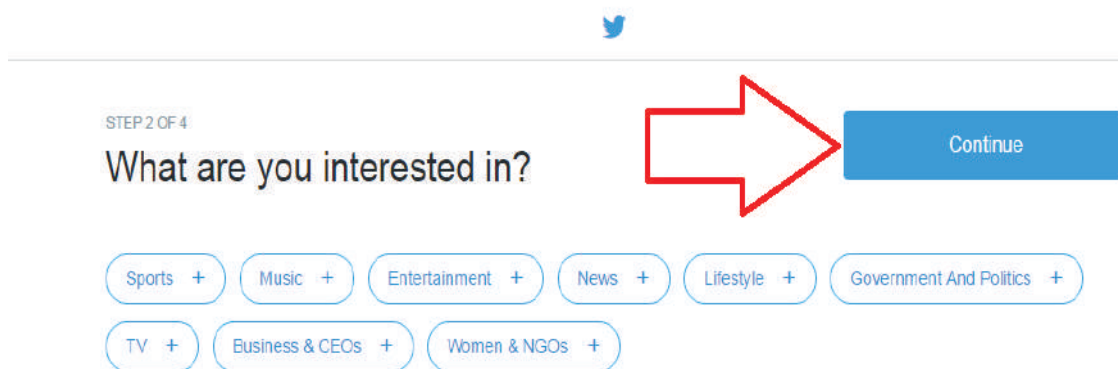 STEP 2 OF 4
What are you interested in?
Continue
Sports +
Music +
Entertainment +
News +
Lifestyle +
Government And Politics +
TV +
Business & CEOs +
Women & NGOs +